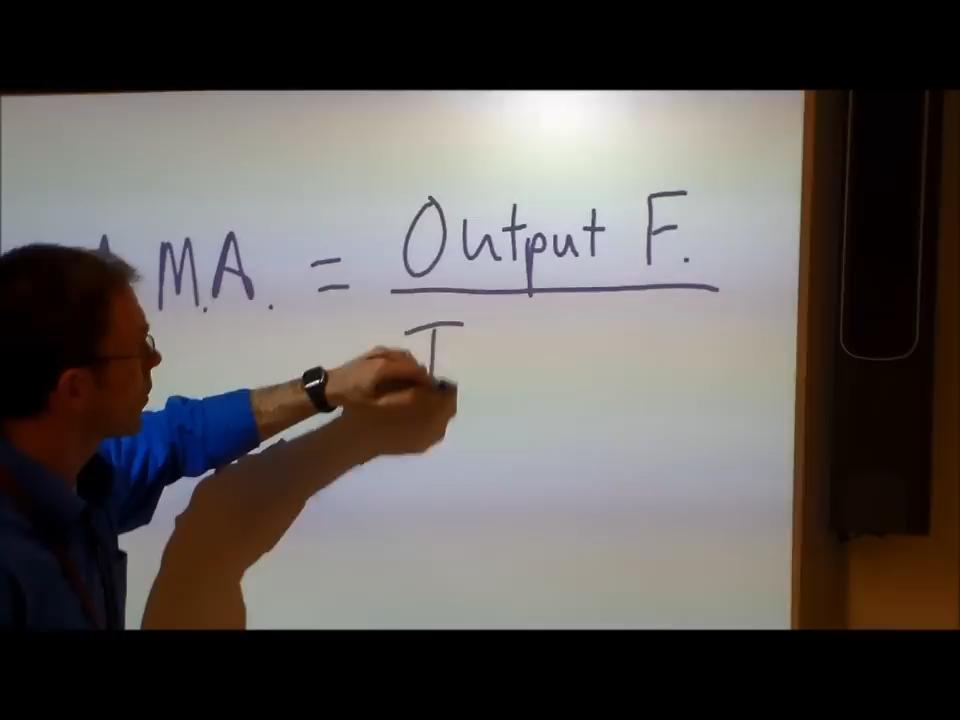 M.A. = Output F.
I